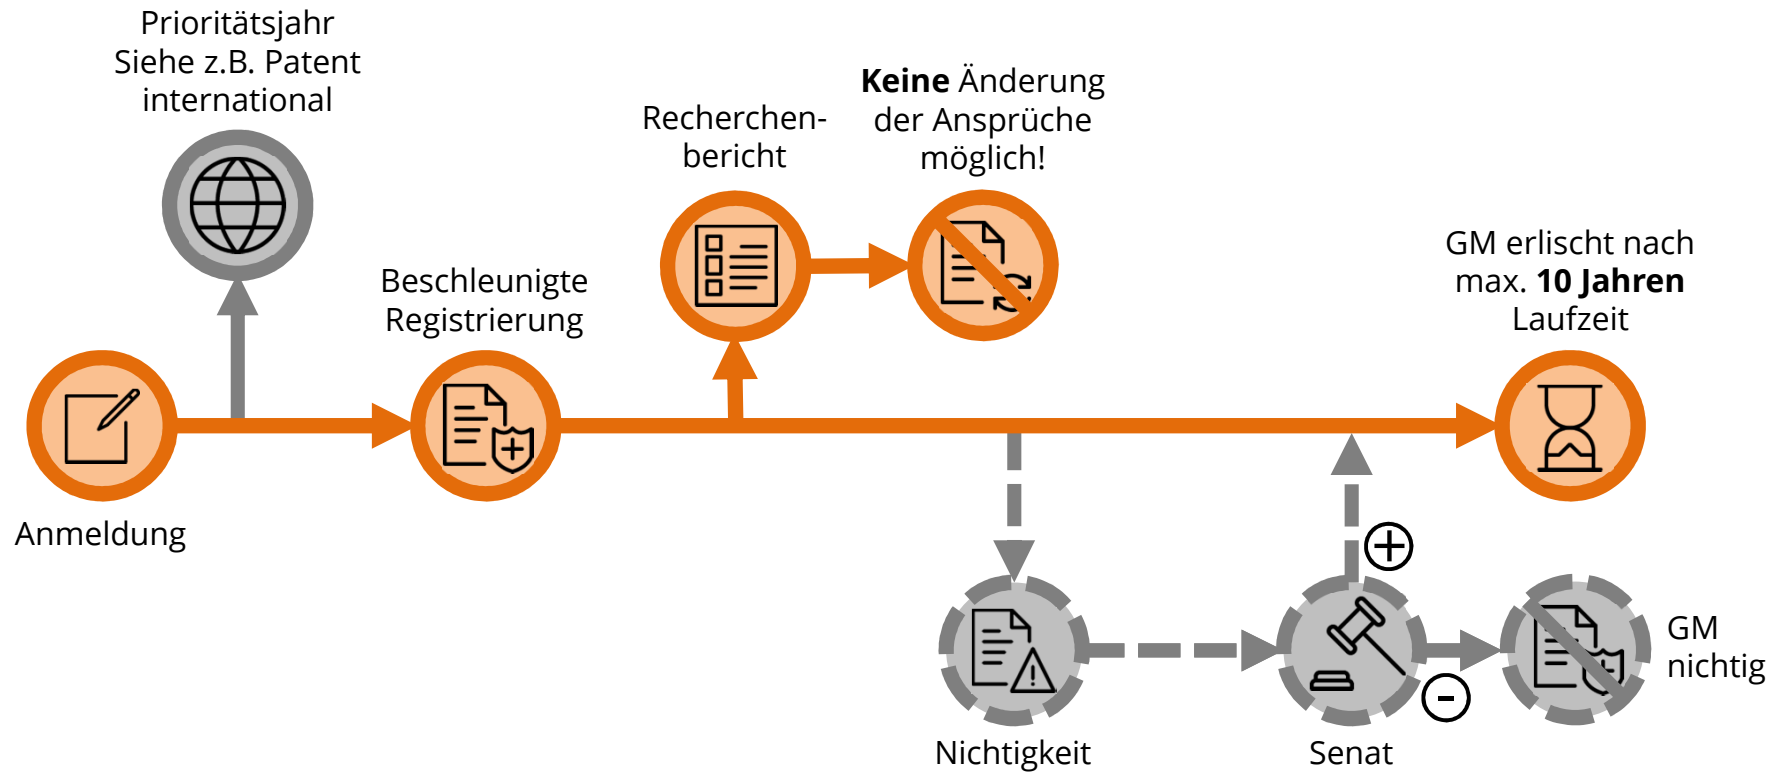 Prioritätsjahr
Siehe z.B. Patent
international
Recherchen-
bericht
Keine Änderung
der Ansprüche
möglich!
Beschleunigte
Registrierung
GM erlischt nach
max. 10 Jahren
Laufzeit
Anmeldung
+
-
GM
nichtig
Nichtigkeit
Senat